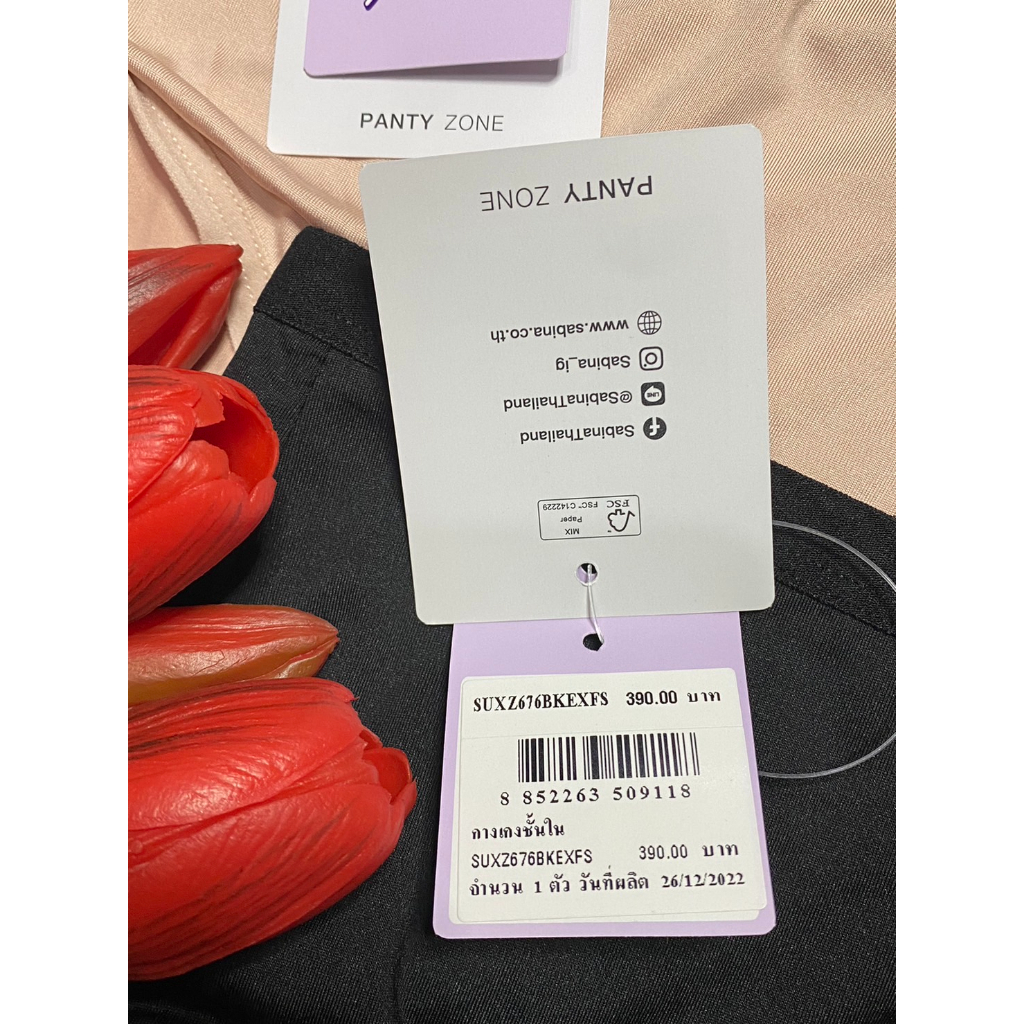 PANTY ZONE
PANTY ZONE
www.sabina.co.th
Sabina_ig
LINE @SabinaThailand
SabinaThailand
FSC
FSC™ C142229
MIX
Paper
SUXZ676BKEXFS 390.00 บาท
8 852263 509118
กางเกงชั้นใน
SUXZ676BKEXFS 390.00 บาท
จำนวน 1 ตัว วันที่ผลิต 26/12/2022